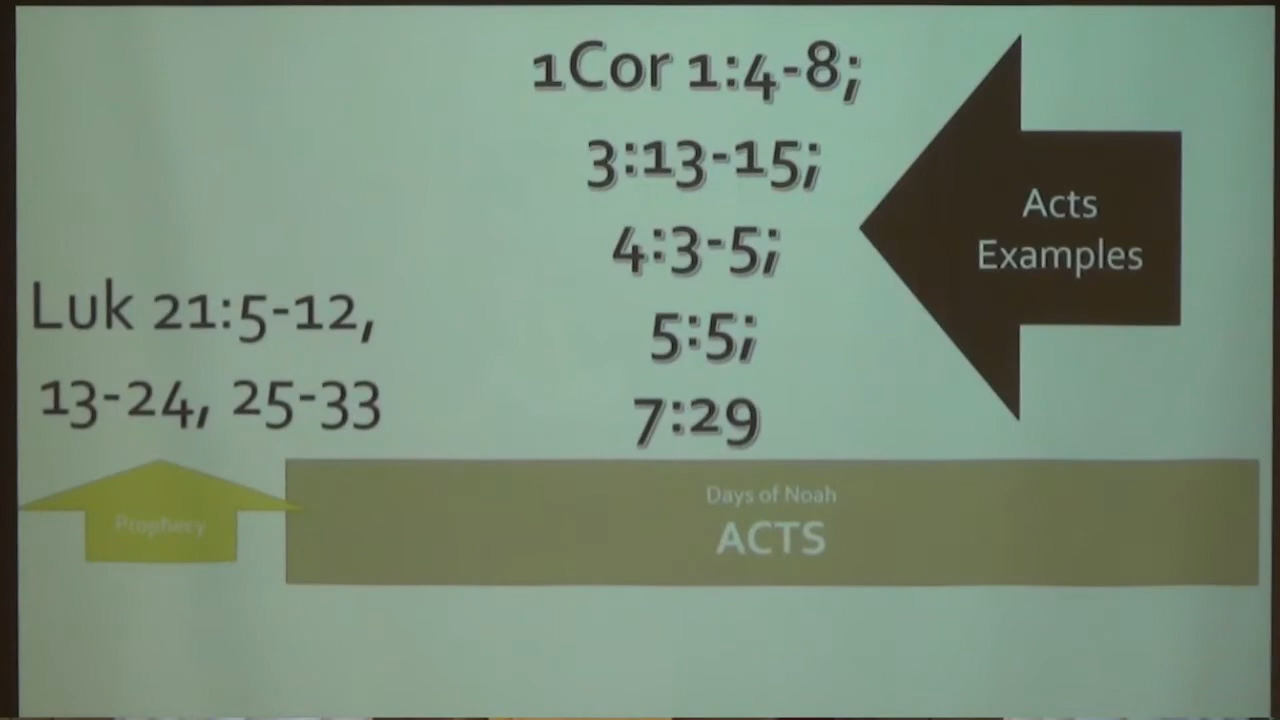 1Cor 1:4-8;
3:13-15;
4:3-5;
5:5;
7:29
Acts
Examples
Luk 21:5-12,
13-24, 25-33
Prophecy
Days of Noah
ACTS